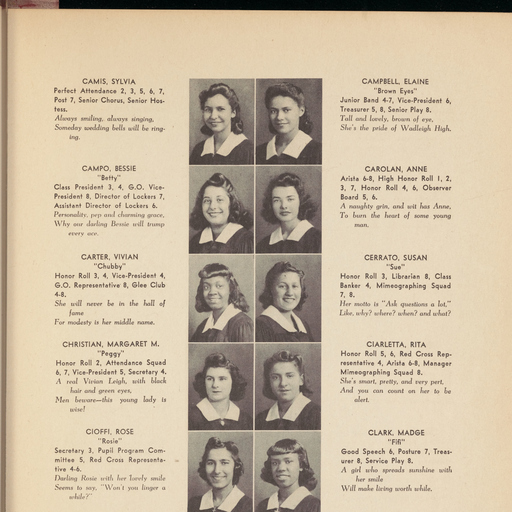 CAMIS, SYLVIA
Perfect Attendance 2, 3, 5, 6, 7,
Post 7, Senior Chorus, Senior Hos-
tess.
Always smiling, always singing,
Someday wedding bells will be ring-
ing.
CAMPO, BESSIE
"Betty"
Class President 3, 4, G.O. Vice-
President 8, Director of Lockers 7,
Assistant Director of Lockers 6.
Personality, pep and charming grace,
Why our darling Bessie will trump
every ace.
CARTER, VIVIAN
"Chubby"
Honor Roll 3, 4, Vice-President 4,
G.O. Representative 8, Glee Club
4-8.
She will never be in the hall of
fame
For modesty is her middle name.
CHRISTIAN, MARGARET M.
"Peggy"
Honor Roll 2, Attendance Squad
6, 7, Vice-President 5, Secretary 4.
A real Vivian Leigh, with black
hair and green eyes,
Men beware—this young lady is
wise!
CIOFFI, ROSE
"Rosie"
Secretary 3, Pupil Program Com-
mittee 5, Red Cross Representa-
tive 4-6.
Darling Rosie with her lovely smile
Seems to say, "Won't you linger a
while?"
CAMPBELL, ELAINE
"Brown Eyes"
Junior Band 4-7, Vice-President 6,
Treasurer 5, 8, Senior Play 8.
Tall and lovely, brown of eye,
She's the pride of Wadleigh High.
CAROLAN, ANNE
Arista 6-8, High Honor Roll 1, 2,
3, 7, Honor Roll 4, 6, Observer
Board 5, 6.
A naughty grin, and wit has Anne,
To burn the heart of some young
man.
CERRATO, SUSAN
"Sue"
Honor Roll 3, Librarian 8, Class
Banker 4, Mimeographing Squad
7, 8.
Her motto is "Ask questions a lot."
Like, why? where? when? and what?
CIARLETTA, RITA
Honor Roll 5, 6, Red Cross Rep-
resentative 4, Arista 6-8, Manager
Mimeographing Squad 8.
She's smart, pretty, and very pert,
And you can count on her to be
alert.
CLARK, MADGE
"Fifi"
Good Speech 6, Posture 7, Treas-
urer 8, Service Play 8.
A girl who spreads sunshine with
her smile
Will make living worth while.